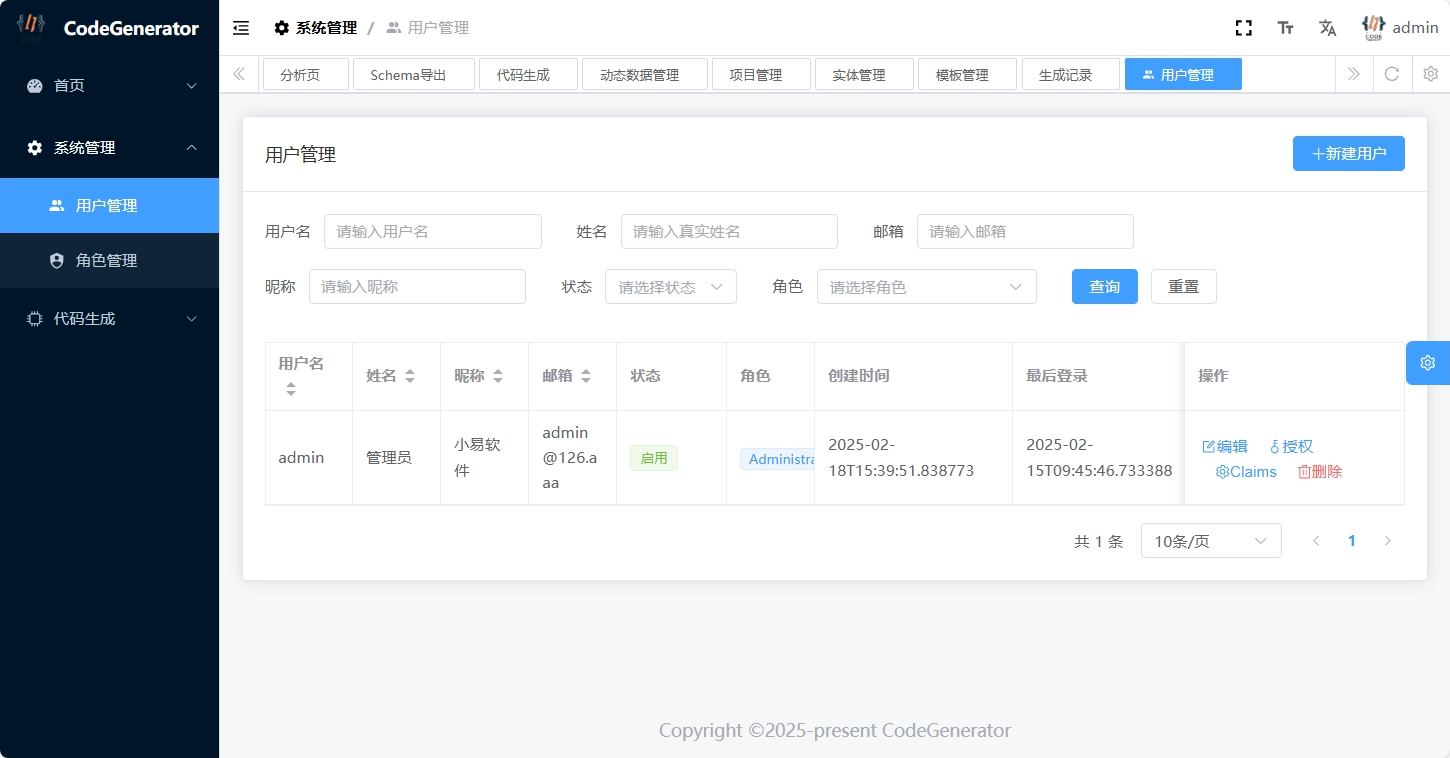 CodeGenerator
系统管理 / 用户管理
admin
首页
系统管理
用户管理
角色管理
代码生成
分析页
Schema导出
代码生成
动态数据管理
项目管理
实体管理
模板管理
生成记录
用户管理
用户管理
新建用户
用户名 请输入用户名
姓名 请输入真实姓名
邮箱 请输入邮箱
昵称 请输入昵称
状态 请选择状态
角色 请选择角色
查询
重置
用户名 姓名 昵称 邮箱 状态 角色 创建时间 最后登录 操作
admin
管理员
小易软
件
admin
@126.a
aa
启用
Administra
2025-02-
18T15:39:51.838773
2025-02-
15T09:45:46.733388
编辑 授权
Claims 删除
共 1 条 10条/页 1
Copyright ©2025-present CodeGenerator